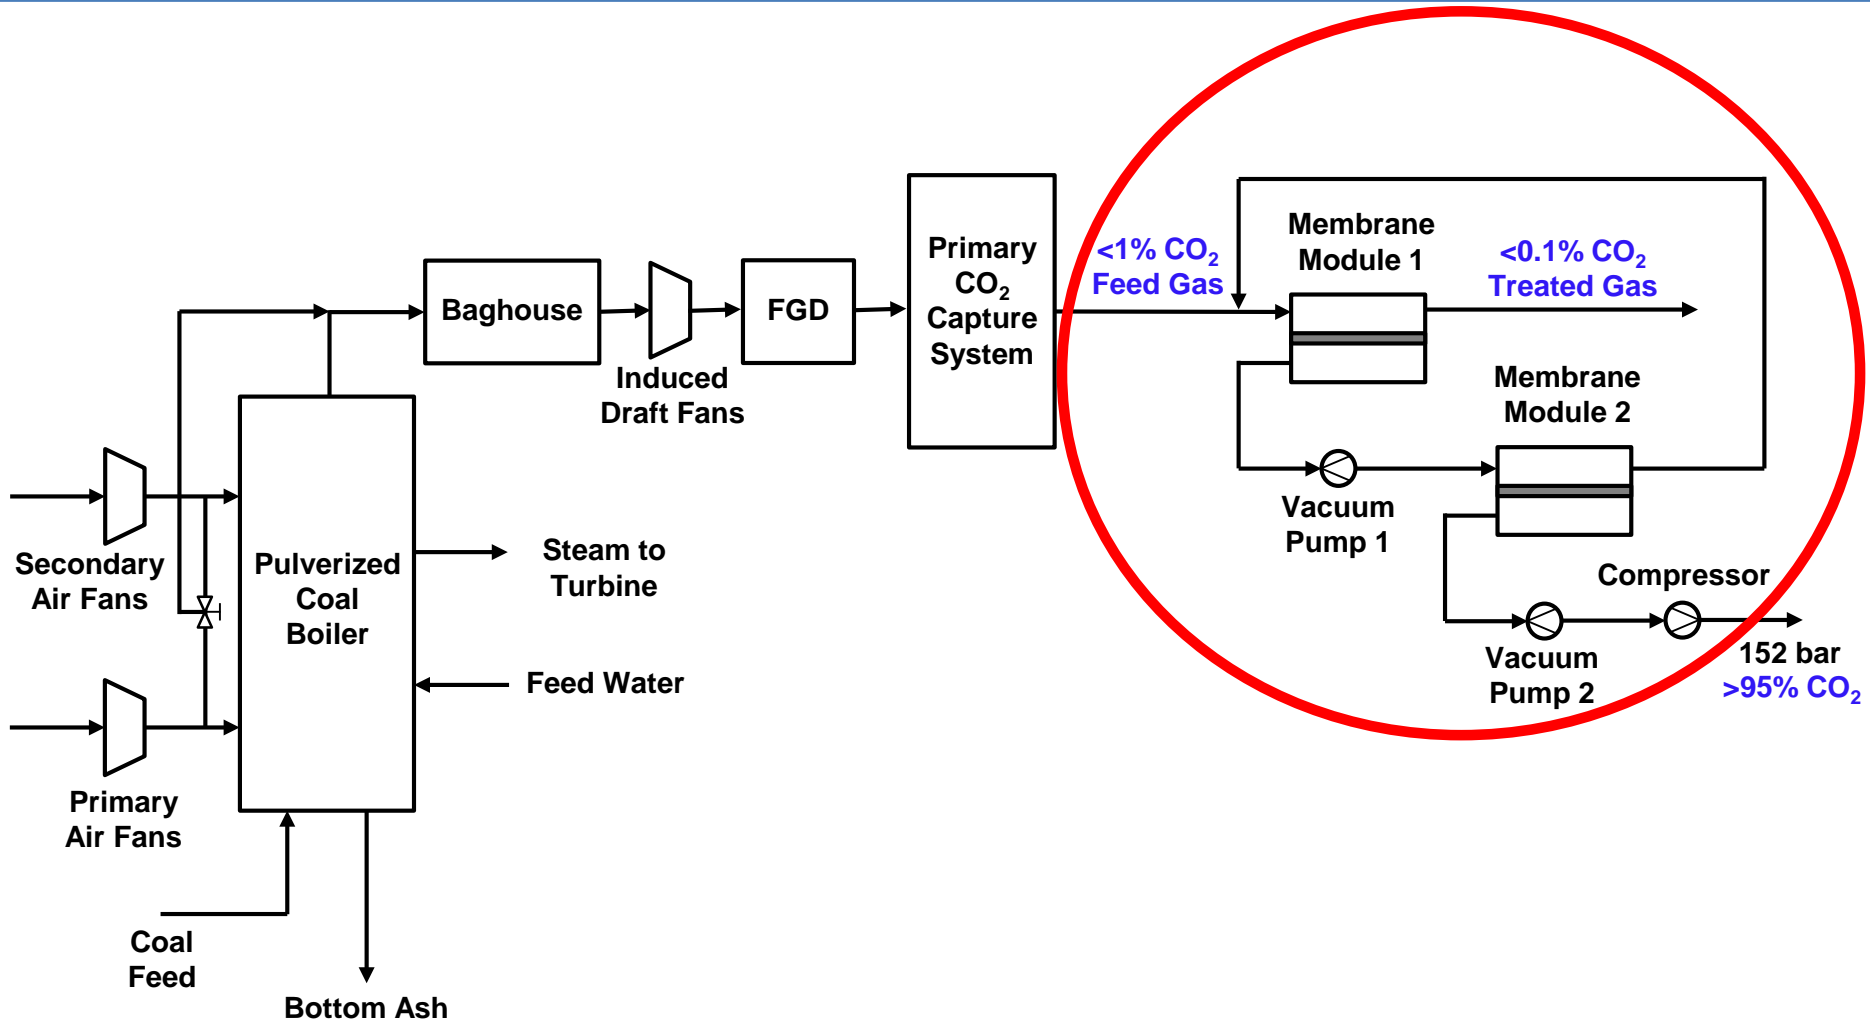 Secondary
Air Fans
Primary
Air Fans
Coal
Feed
Pulverized
Coal
Boiler
Bottom Ash
Steam to
Turbine
Feed Water
Baghouse
Induced
Draft Fans
FGD
Primary
CO₂
Capture
System
<1% CO₂
Feed Gas
Membrane
Module 1
<0.1% CO₂
Treated Gas
Membrane
Module 2
Vacuum
Pump 1
Compressor
Vacuum
Pump 2
152 bar
>95% CO₂